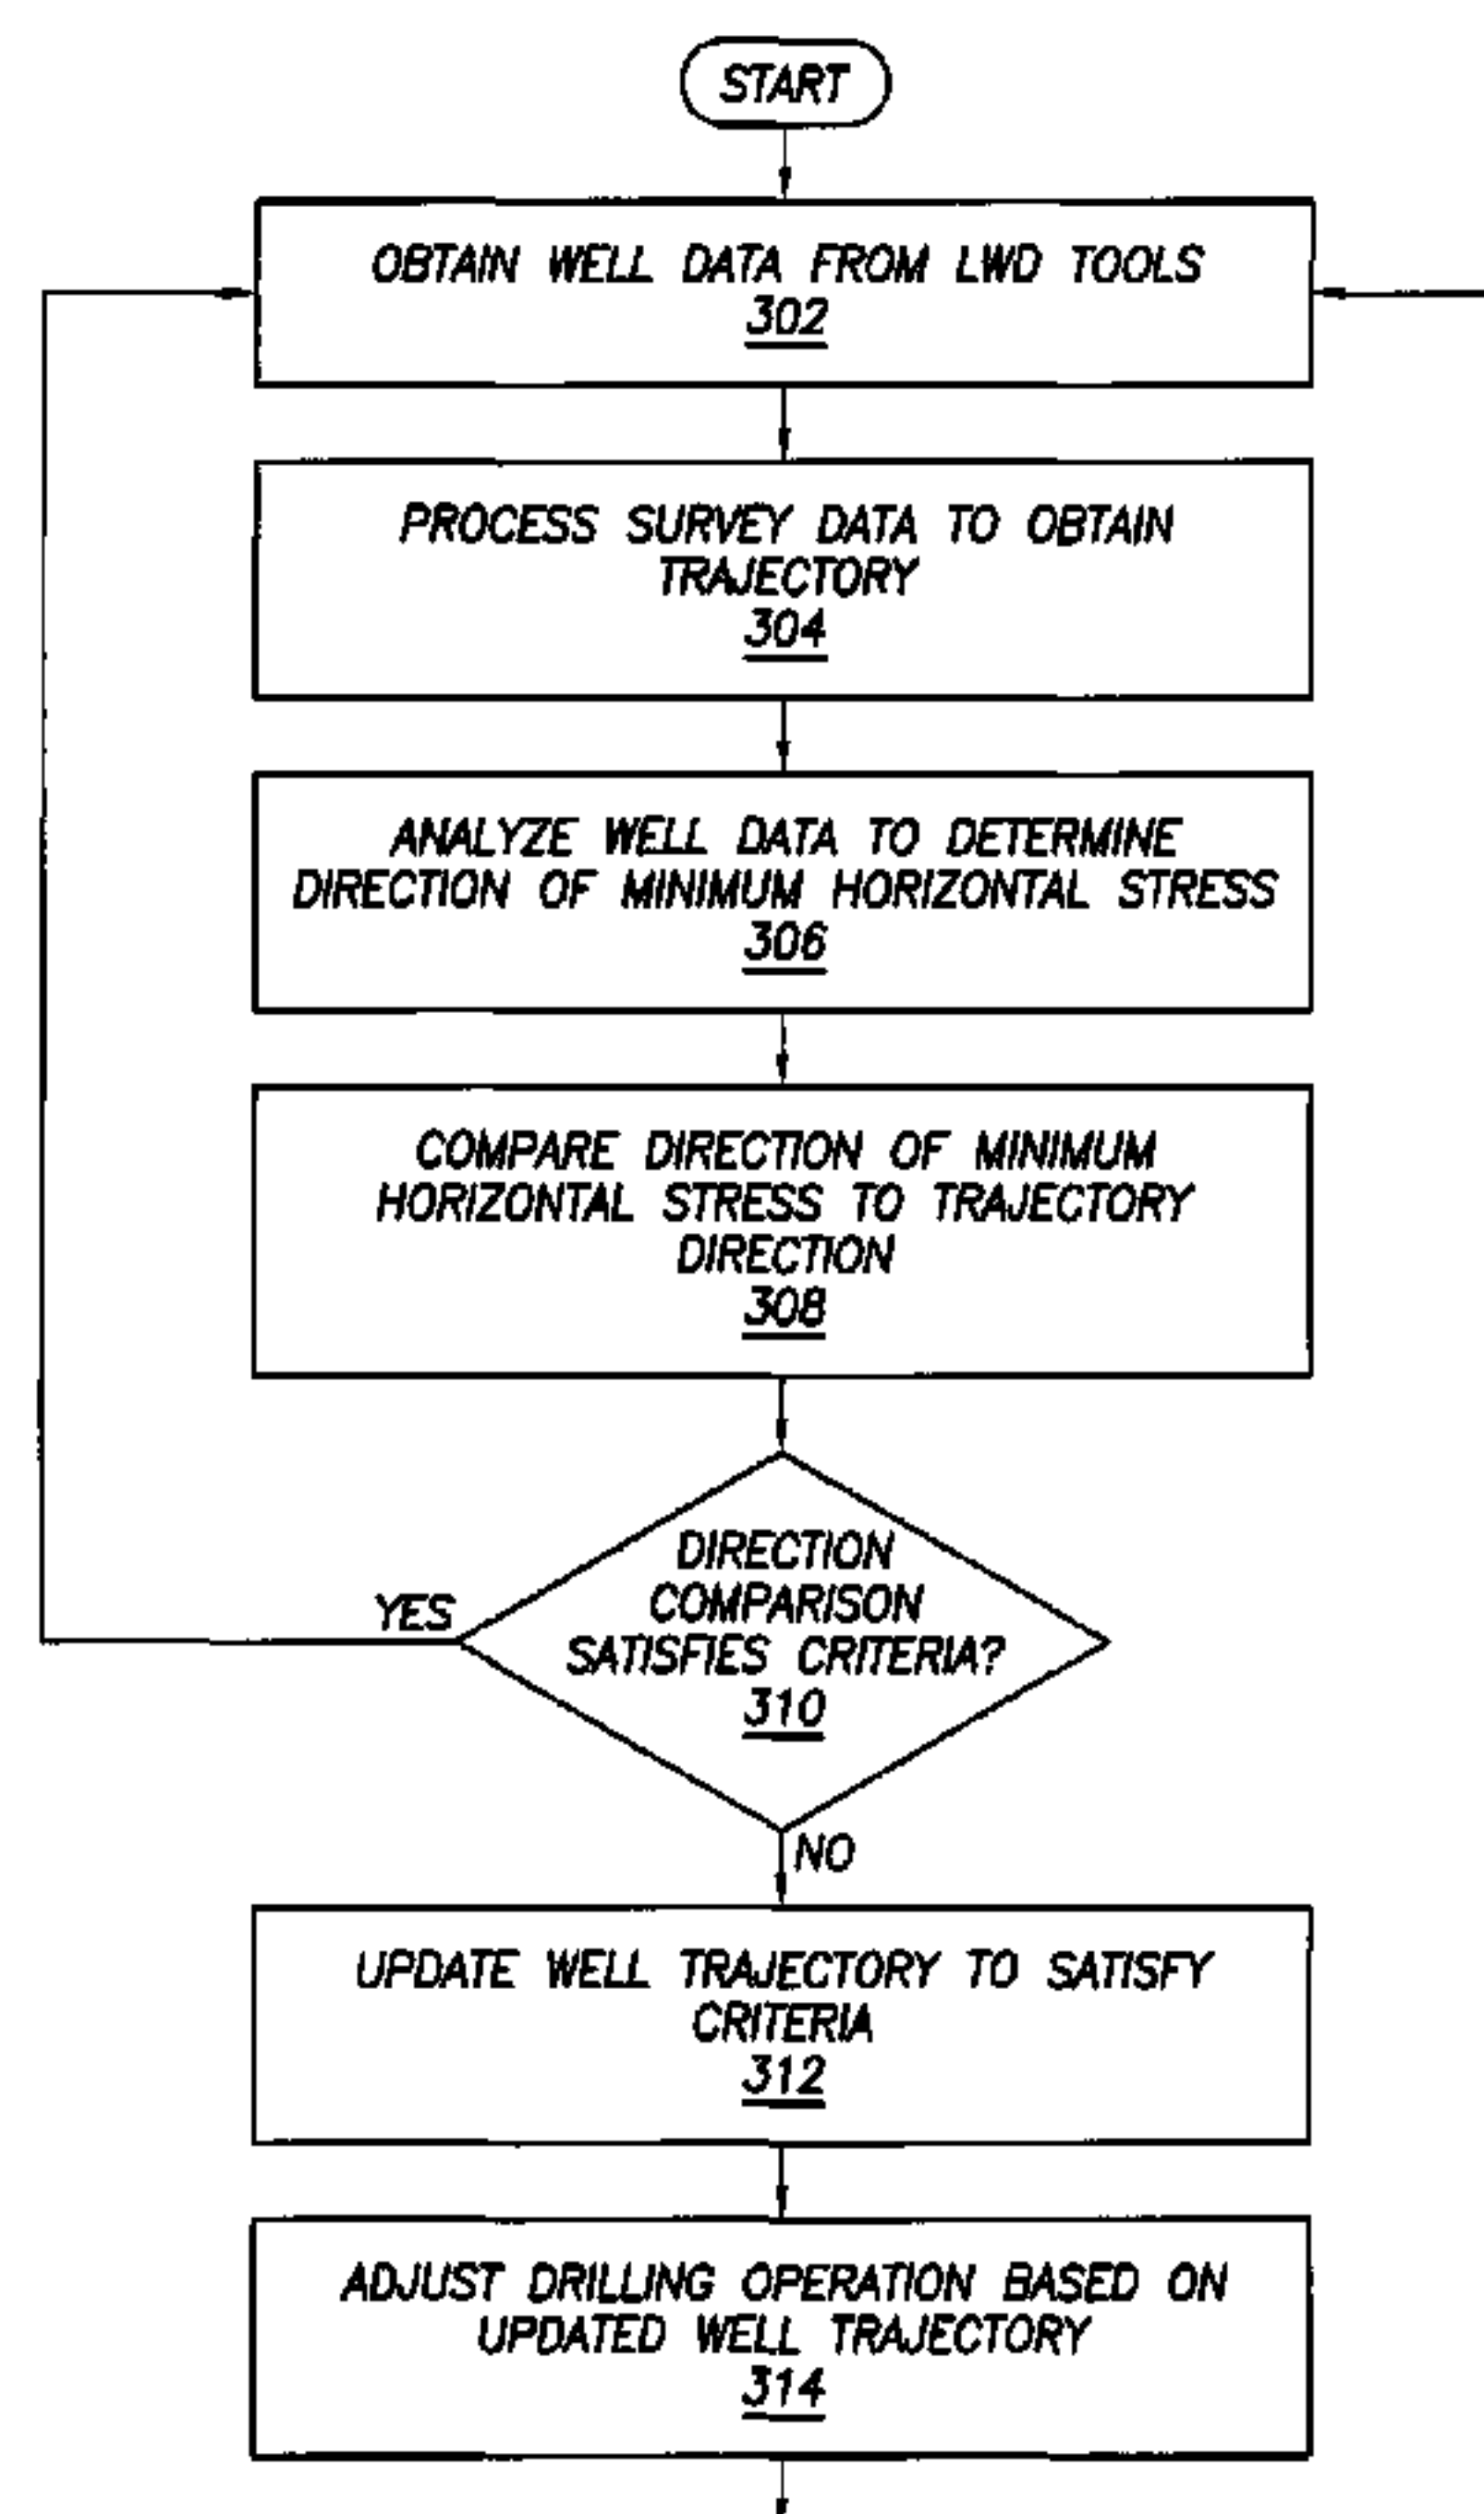 START
OBTAIN WELL DATA FROM LWD TOOLS
302
PROCESS SURVEY DATA TO OBTAIN
TRAJECTORY
304
ANALYZE WELL DATA TO DETERMINE
DIRECTION OF MINIMUM HORIZONTAL STRESS
306
COMPARE DIRECTION OF MINIMUM
HORIZONTAL STRESS TO TRAJECTORY
DIRECTION
308
DIRECTION
COMPARISON
SATISFIES CRITERIA?
310
YES
NO
UPDATE WELL TRAJECTORY TO SATISFY
CRITERIA
312
ADJUST DRILLING OPERATION BASED ON
UPDATED WELL TRAJECTORY
314